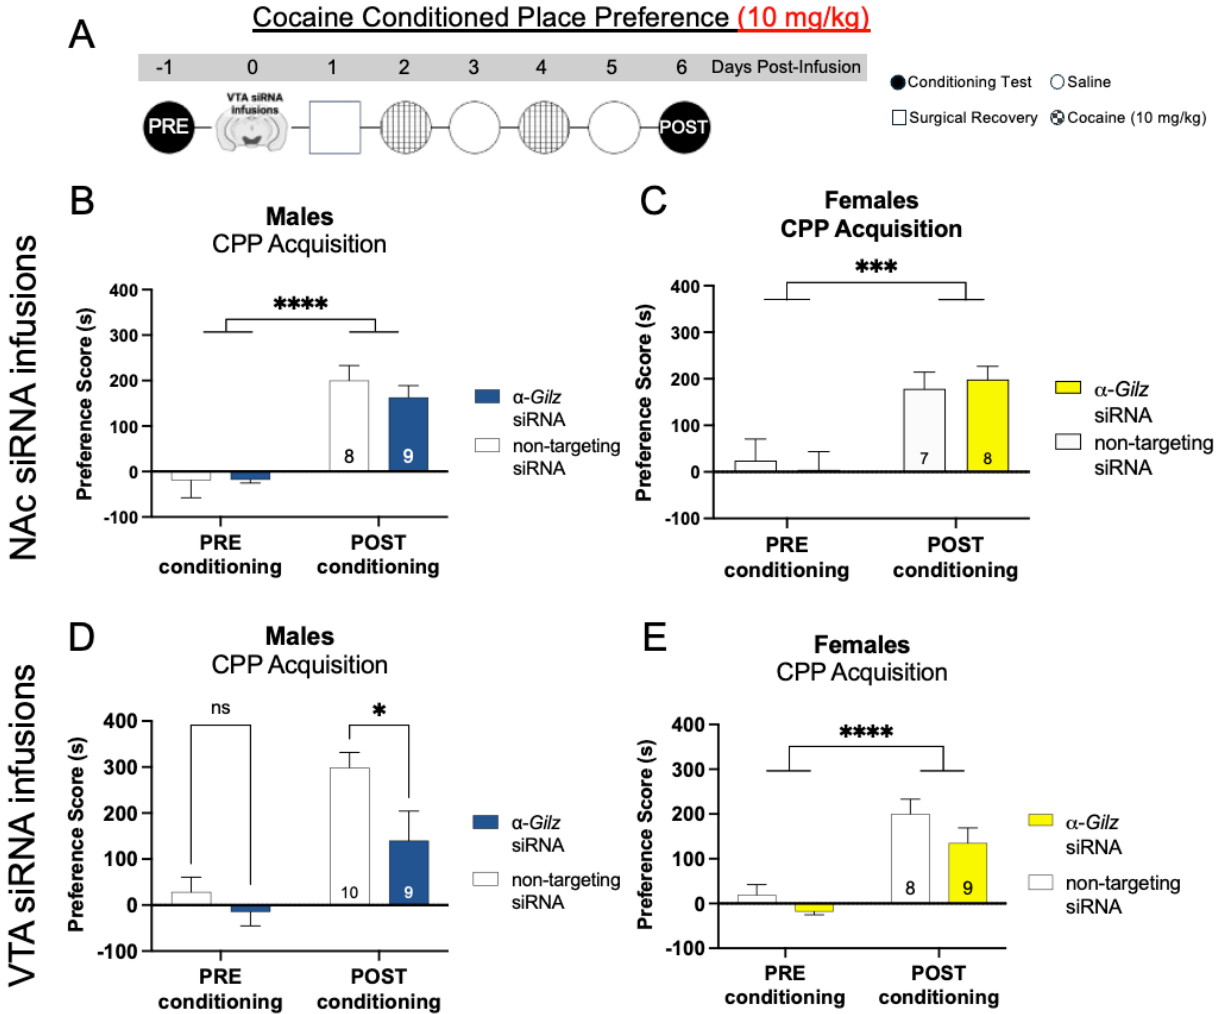 A
Cocaine Conditioned Place Preference (10 mg/kg)
-1 0 1 2 3 4 5 6 Days Post-Infusion
PRE
VTA siRNA
infusions
POST
Conditioning Test
Saline
Surgical Recovery
Cocaine (10 mg/kg)
NAc siRNA infusions
B
Males
CPP Acquisition
Preference Score (s)
400
300
200
100
0
-100
****
8
9
PRE
conditioning
POST
conditioning
α-Gilz
siRNA
non-targeting
siRNA
C
Females
CPP Acquisition
Preference Score (s)
400
300
200
100
0
-100
***
7
8
PRE
conditioning
POST
conditioning
α-Gilz
siRNA
non-targeting
siRNA
VTA siRNA infusions
D
Males
CPP Acquisition
Preference Score (s)
400
300
200
100
0
-100
ns
*
10
9
PRE
conditioning
POST
conditioning
α-Gilz
siRNA
non-targeting
siRNA
E
Females
CPP Acquisition
Preference Score (s)
400
300
200
100
0
-100
****
8
9
PRE
conditioning
POST
conditioning
α-Gilz
siRNA
non-targeting
siRNA